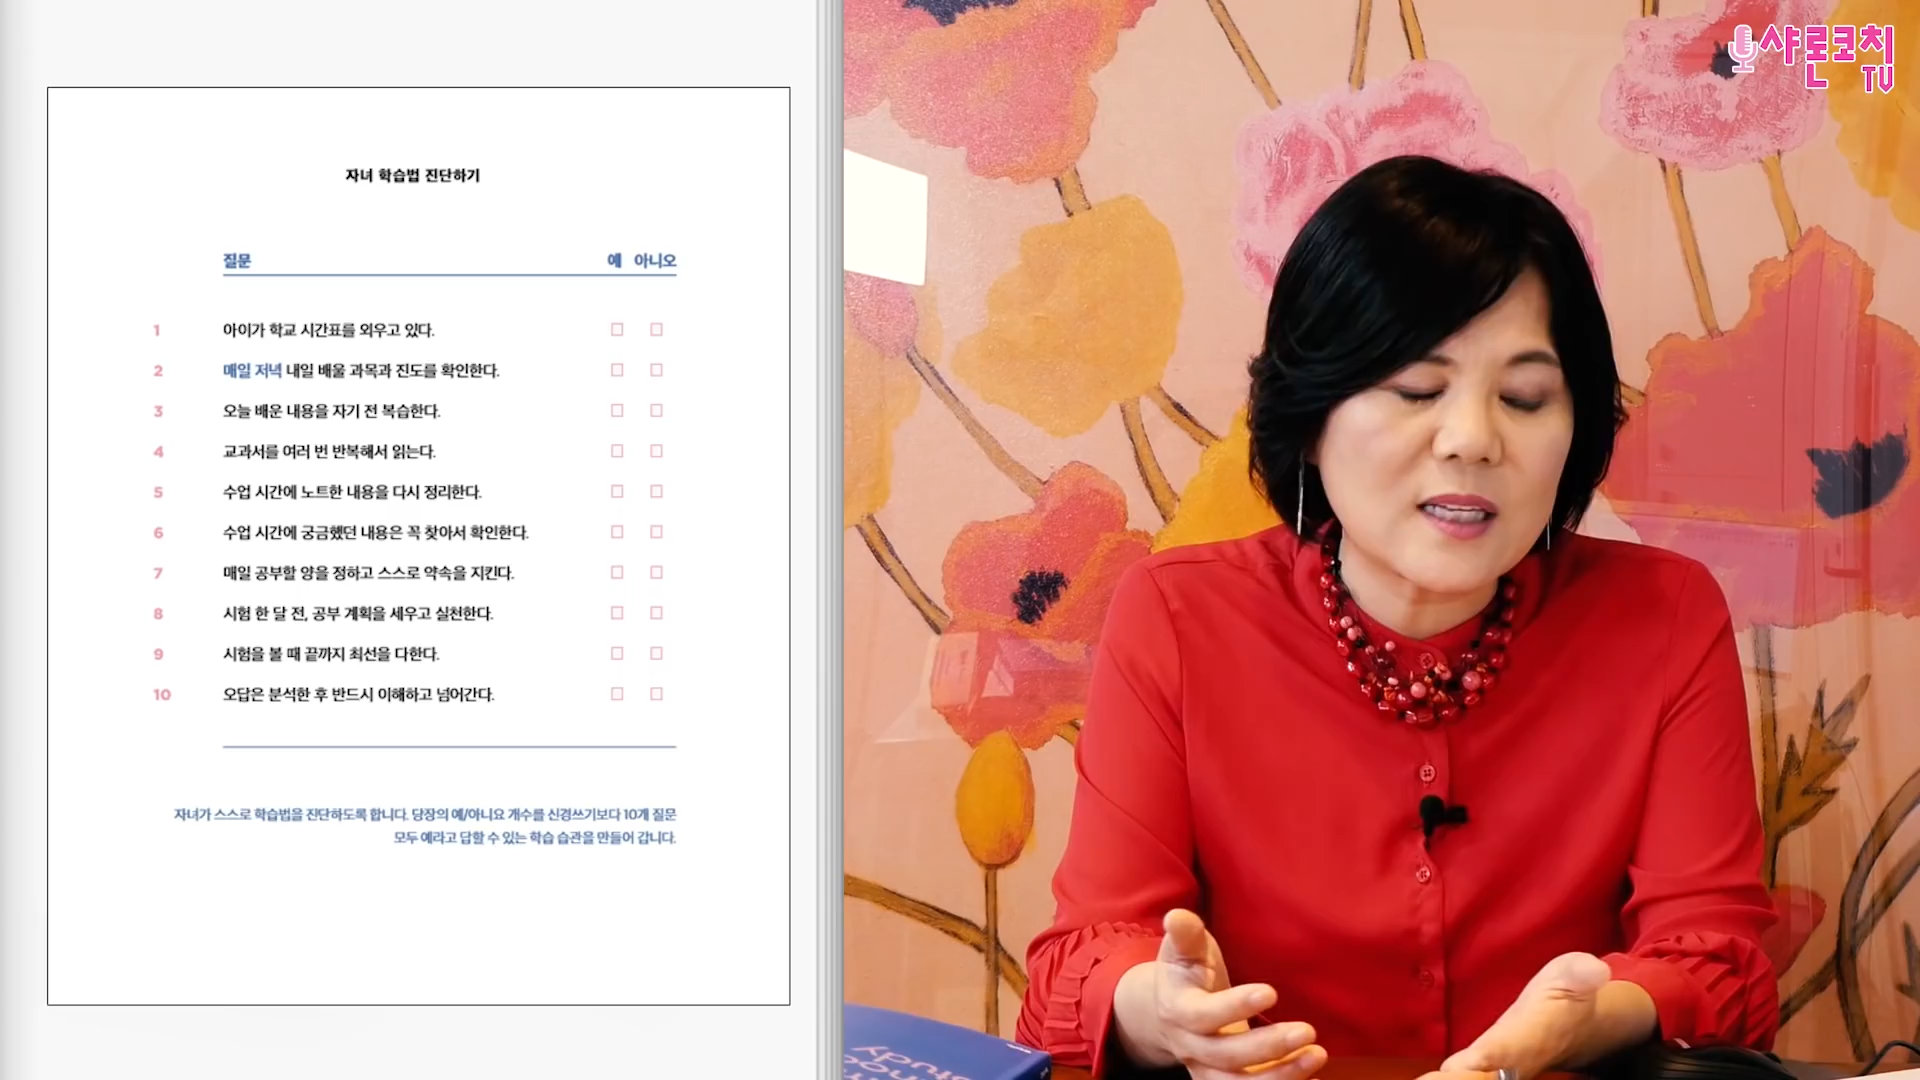 샤론코치
TV
자녀 학습법 진단하기
질문 예 아니오
1 아이가 학교 시간표를 외우고 있다.
2 매일 저녁 내일 배울 과목과 진도를 확인한다.
3 오늘 배운 내용을 자기 전 복습한다.
4 교과서를 여러 번 반복해서 읽는다.
5 수업 시간에 노트한 내용을 다시 정리한다.
6 수업 시간에 궁금했던 내용은 꼭 찾아서 확인한다.
7 매일 공부할 양을 정하고 스스로 약속을 지킨다.
8 시험 한 달 전, 공부 계획을 세우고 실천한다.
9 시험을 볼 때 끝까지 최선을 다한다.
10 오답은 분석한 후 반드시 이해하고 넘어간다.
자녀가 스스로 학습법을 진단하도록 합니다. 당장의 예/아니요 개수를 신경쓰기보다 10개 질문
모두 예라고 답할 수 있는 학습 습관을 만들어 갑니다.
study